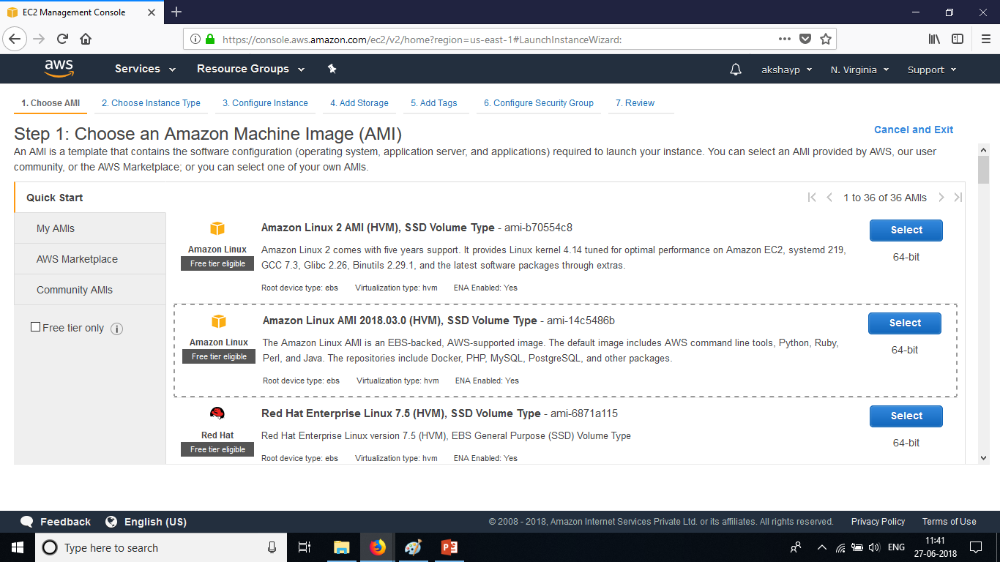 EC2 Management Console
https://console.aws.amazon.com/ec2/v2/home?region=us-east-1#LaunchInstanceWizard:
aws Services Resource Groups akshayp N. Virginia Support
1. Choose AMI 2. Choose Instance Type 3. Configure Instance 4. Add Storage 5. Add Tags 6. Configure Security Group 7. Review
Step 1: Choose an Amazon Machine Image (AMI)
Cancel and Exit
An AMI is a template that contains the software configuration (operating system, application server, and applications) required to launch your instance. You can select an AMI provided by AWS, our user
community, or the AWS Marketplace; or you can select one of your own AMIs.
Quick Start
My AMIs
AWS Marketplace
Community AMIs
Free tier only
1 to 36 of 36 AMIs
Amazon Linux
Free tier eligible
Amazon Linux 2 AMI (HVM), SSD Volume Type - ami-b70554c8
Amazon Linux 2 comes with five years support. It provides Linux kernel 4.14 tuned for optimal performance on Amazon EC2, systemd 219,
GCC 7.3, Glibc 2.26, Binutils 2.29.1, and the latest software packages through extras.
Root device type: ebs Virtualization type: hvm ENA Enabled: Yes
Select
64-bit
Amazon Linux
Free tier eligible
Amazon Linux AMI 2018.03.0 (HVM), SSD Volume Type - ami-14c5486b
The Amazon Linux AMI is an EBS-backed, AWS-supported image. The default image includes AWS command line tools, Python, Ruby,
Perl, and Java. The repositories include Docker, PHP, MySQL, PostgreSQL, and other packages.
Root device type: ebs Virtualization type: hvm ENA Enabled: Yes
Select
64-bit
Red Hat
Free tier eligible
Red Hat Enterprise Linux 7.5 (HVM), SSD Volume Type - ami-6871a115
Red Hat Enterprise Linux version 7.5 (HVM), EBS General Purpose (SSD) Volume Type
Root device type: ebs Virtualization type: hvm ENA Enabled: Yes
Select
64-bit
Feedback English (US)
© 2008 - 2018, Amazon Internet Services Private Ltd. or its affiliates. All rights reserved. Privacy Policy Terms of Use
Type here to search
ENG
11:41
27-06-2018